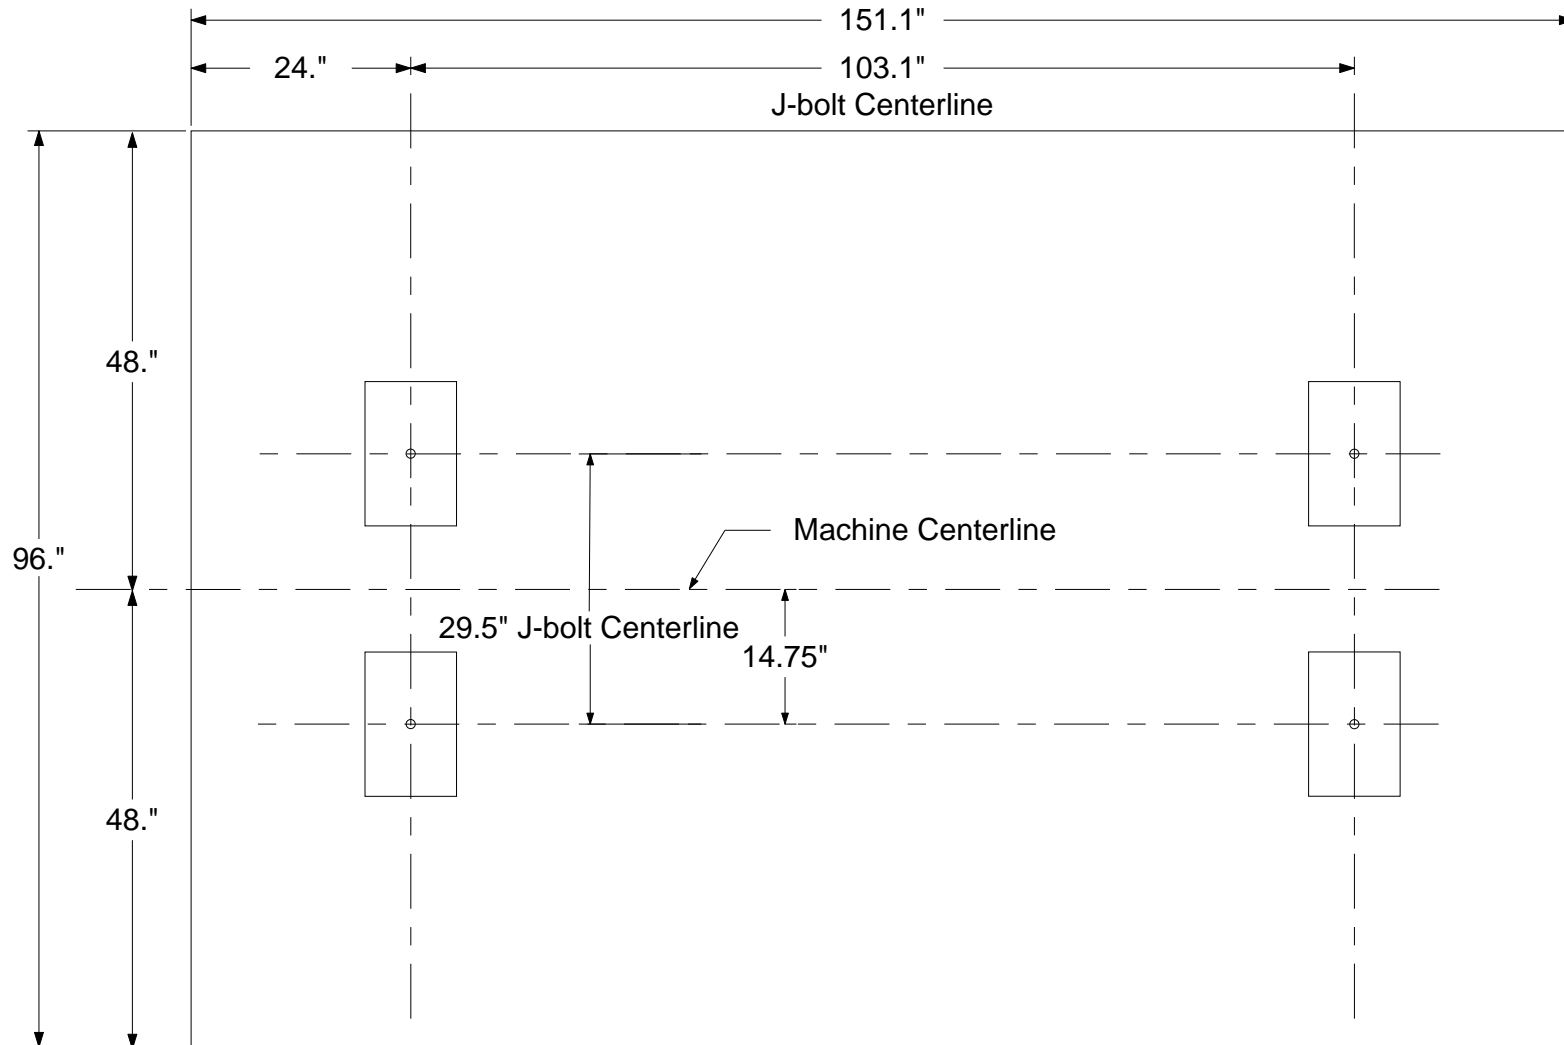 151.1"
24."
103.1"
J-bolt Centerline
48."
Machine Centerline
96."
29.5" J-bolt Centerline
14.75"
48."